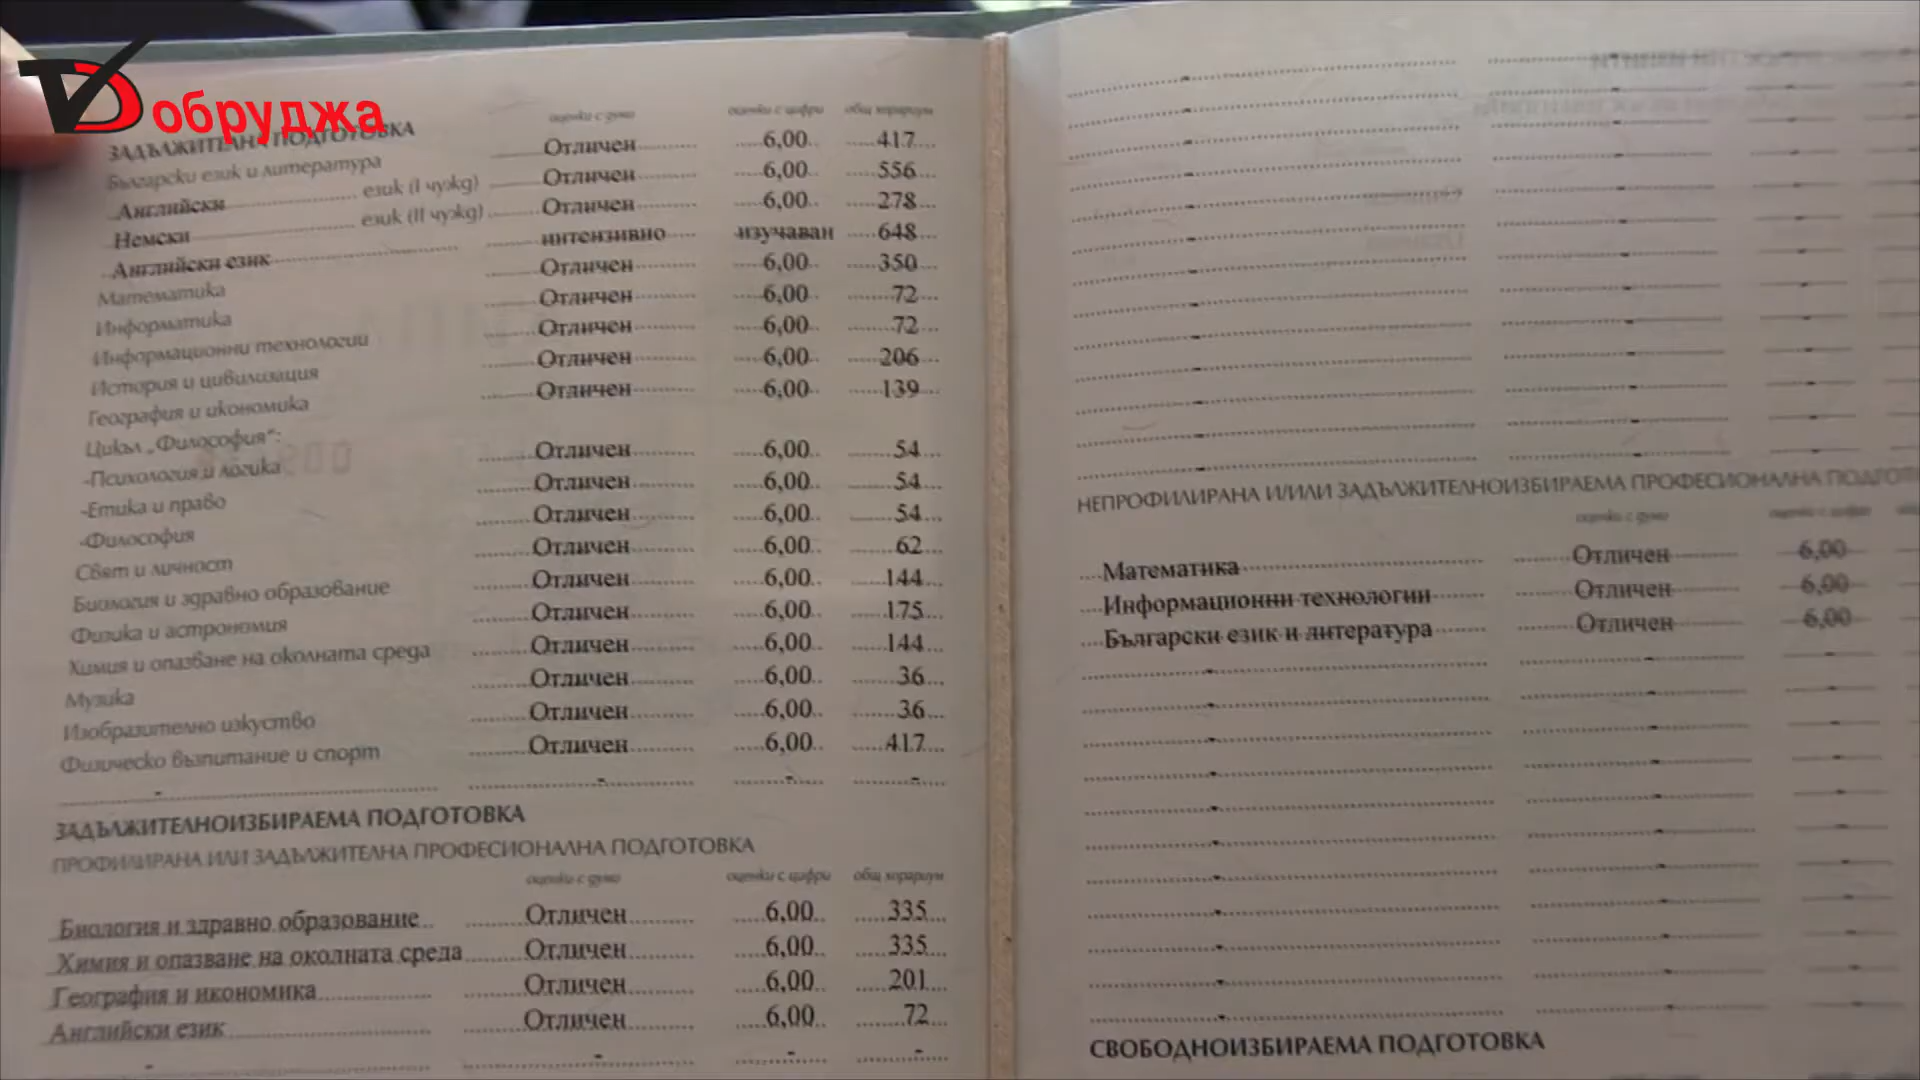 Добруджа
оценки с думи оценки с цифри общ хорариум
ЗАДЪЛЖИТЕЛНА ПОДГОТОВКА
Български език и литература Отличен 6,00 417
Английски език (I чужд) Отличен 6,00 556
Немски език (II чужд) Отличен 6,00 278
Английски език интензивно изучаван 648
Математика Отличен 6,00 350
Информатика Отличен 6,00 72
Информационни технологии Отличен 6,00 72
История и цивилизация Отличен 6,00 206
География и икономика Отличен 6,00 139
Цикъл „Философия“:
-Психология и логика Отличен 6,00 54
-Етика и право Отличен 6,00 54
-Философия Отличен 6,00 54
Свят и личност Отличен 6,00 62
Биология и здравно образование Отличен 6,00 144
Физика и астрономия Отличен 6,00 175
Химия и опазване на околната среда Отличен 6,00 144
Музика Отличен 6,00 36
Изобразително изкуство Отличен 6,00 36
Физическо възпитание и спорт Отличен 6,00 417
- - - -
ЗАДЪЛЖИТЕЛНОИЗБИРАЕМА ПОДГОТОВКА
ПРОФИЛИРАНА ИЛИ ЗАДЪЛЖИТЕЛНА ПРОФЕСИОНАЛНА ПОДГОТОВКА
оценки с думи оценки с цифри общ хорариум
Биология и здравно образование Отличен 6,00 335
Химия и опазване на околната среда Отличен 6,00 335
География и икономика Отличен 6,00 201
Английски език Отличен 6,00 72
- - - -
НЕПРОФИЛИРАНА И/ИЛИ ЗАДЪЛЖИТЕЛНОИЗБИРАЕМА ПРОФЕСИОНАЛНА
оценки с думи оценки с цифри
Математика Отличен 6,00
Информационни технологии Отличен 6,00
Български език и литература Отличен 6,00
СВОБОДНОИЗБИРАЕМА ПОДГОТОВКА